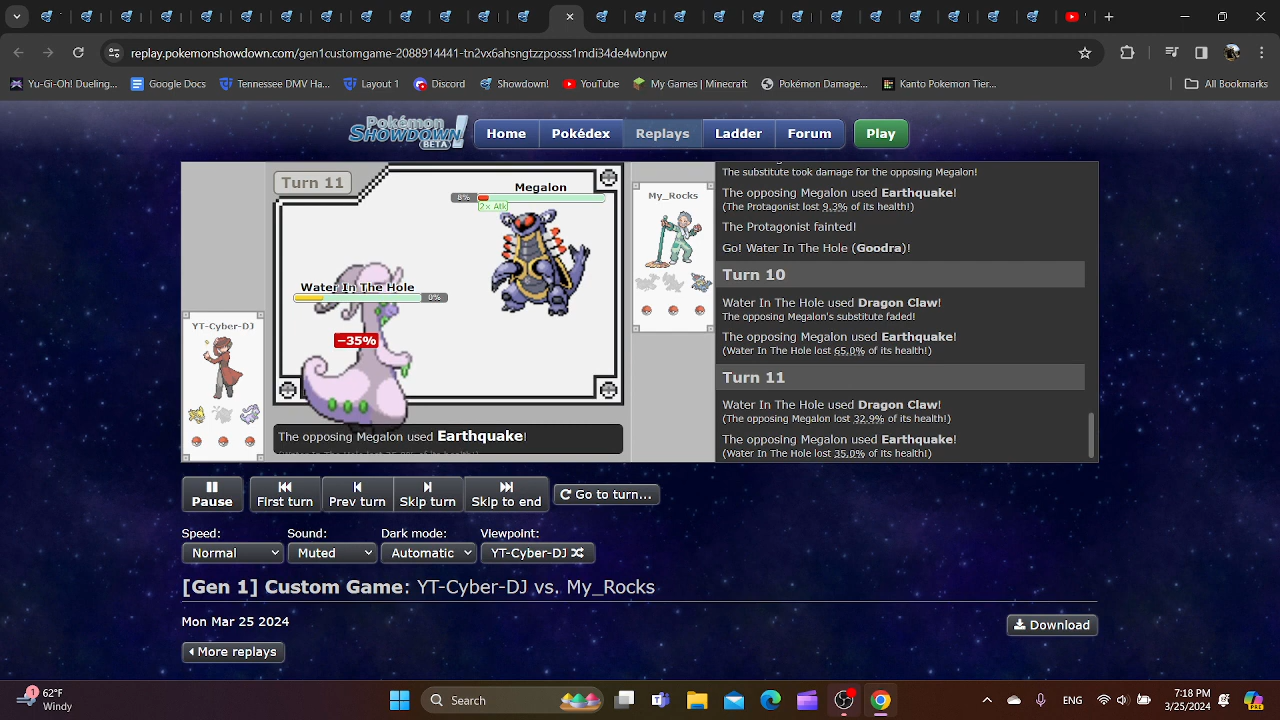 replay.pokemonshowdown.com/gen1customgame-2088914441-tn2vx6ahsngtzzposss1mdi34de4wbnpw
Yu-Gi-Oh! Dueling...
Google Docs
Tennessee DMV Ha...
Layout 1
Discord
Showdown!
YouTube
My Games | Minecraft
Pokémon Damage...
Kanto Pokemon Tier...
All Bookmarks
Pokémon
SHOWDOWN!
BETA
Home
Pokédex
Replays
Ladder
Forum
Play
Turn 11
Megalon
8%
2× Atk
Water In The Hole
0%
−35%
YT-Cyber-DJ
My_Rocks
The opposing Megalon used Earthquake!
The substitute took damage for the opposing Megalon!
The opposing Megalon used Earthquake!
(The Protagonist lost 9.3% of its health!)
The Protagonist fainted!
Go! Water In The Hole (Goodra)!
Turn 10
Water In The Hole used Dragon Claw!
The opposing Megalon's substitute faded!
The opposing Megalon used Earthquake!
(Water In The Hole lost 65.0% of its health!)
Turn 11
Water In The Hole used Dragon Claw!
(The opposing Megalon lost 32.9% of its health!)
The opposing Megalon used Earthquake!
(Water In The Hole lost 35.0% of its health!)
Pause
First turn
Prev turn
Skip turn
Skip to end
Go to turn...
Speed:
Sound:
Dark mode:
Viewpoint:
Normal
Muted
Automatic
YT-Cyber-DJ
[Gen 1] Custom Game: YT-Cyber-DJ vs. My_Rocks
Mon Mar 25 2024
Download
More replays
1
62°F
Windy
Search
ENG
7:18 PM
3/25/2024
PRE